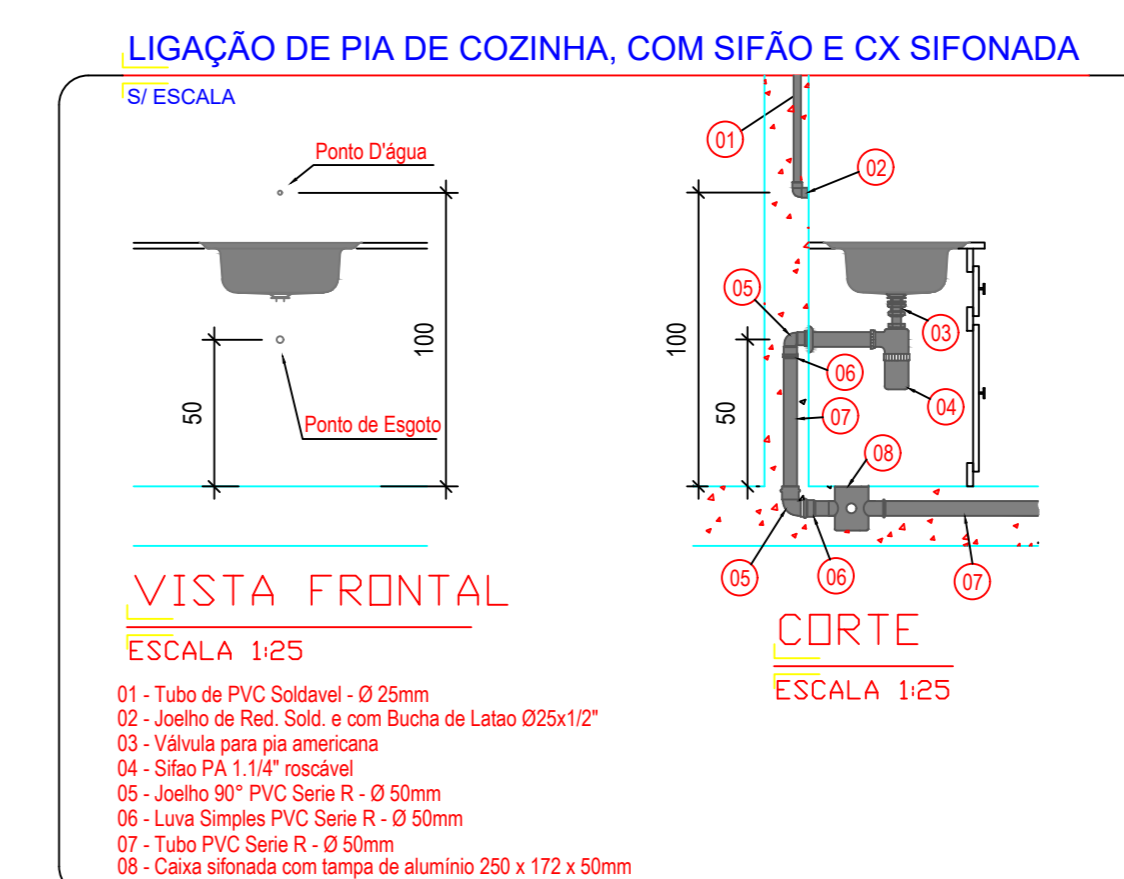 LIGAÇÃO DE PIA DE COZINHA, COM SIFÃO E CX SIFONADA
S/ ESCALA
Ponto D'água
100
50
Ponto de Esgoto
VISTA FRONTAL
ESCALA 1:25
01
02
100
05
03
50
06
04
07
08
05
06
07
CORTE
ESCALA 1:25
01 - Tubo de PVC Soldavel - Ø 25mm
02 - Joelho de Red. Sold. e com Bucha de Latao Ø25x1/2"
03 - Válvula para pia americana
04 - Sifao PA 1.1/4" roscável
05 - Joelho 90° PVC Serie R - Ø 50mm
06 - Luva Simples PVC Serie R - Ø 50mm
07 - Tubo PVC Serie R - Ø 50mm
08 - Caixa sifonada com tampa de alumínio 250 x 172 x 50mm